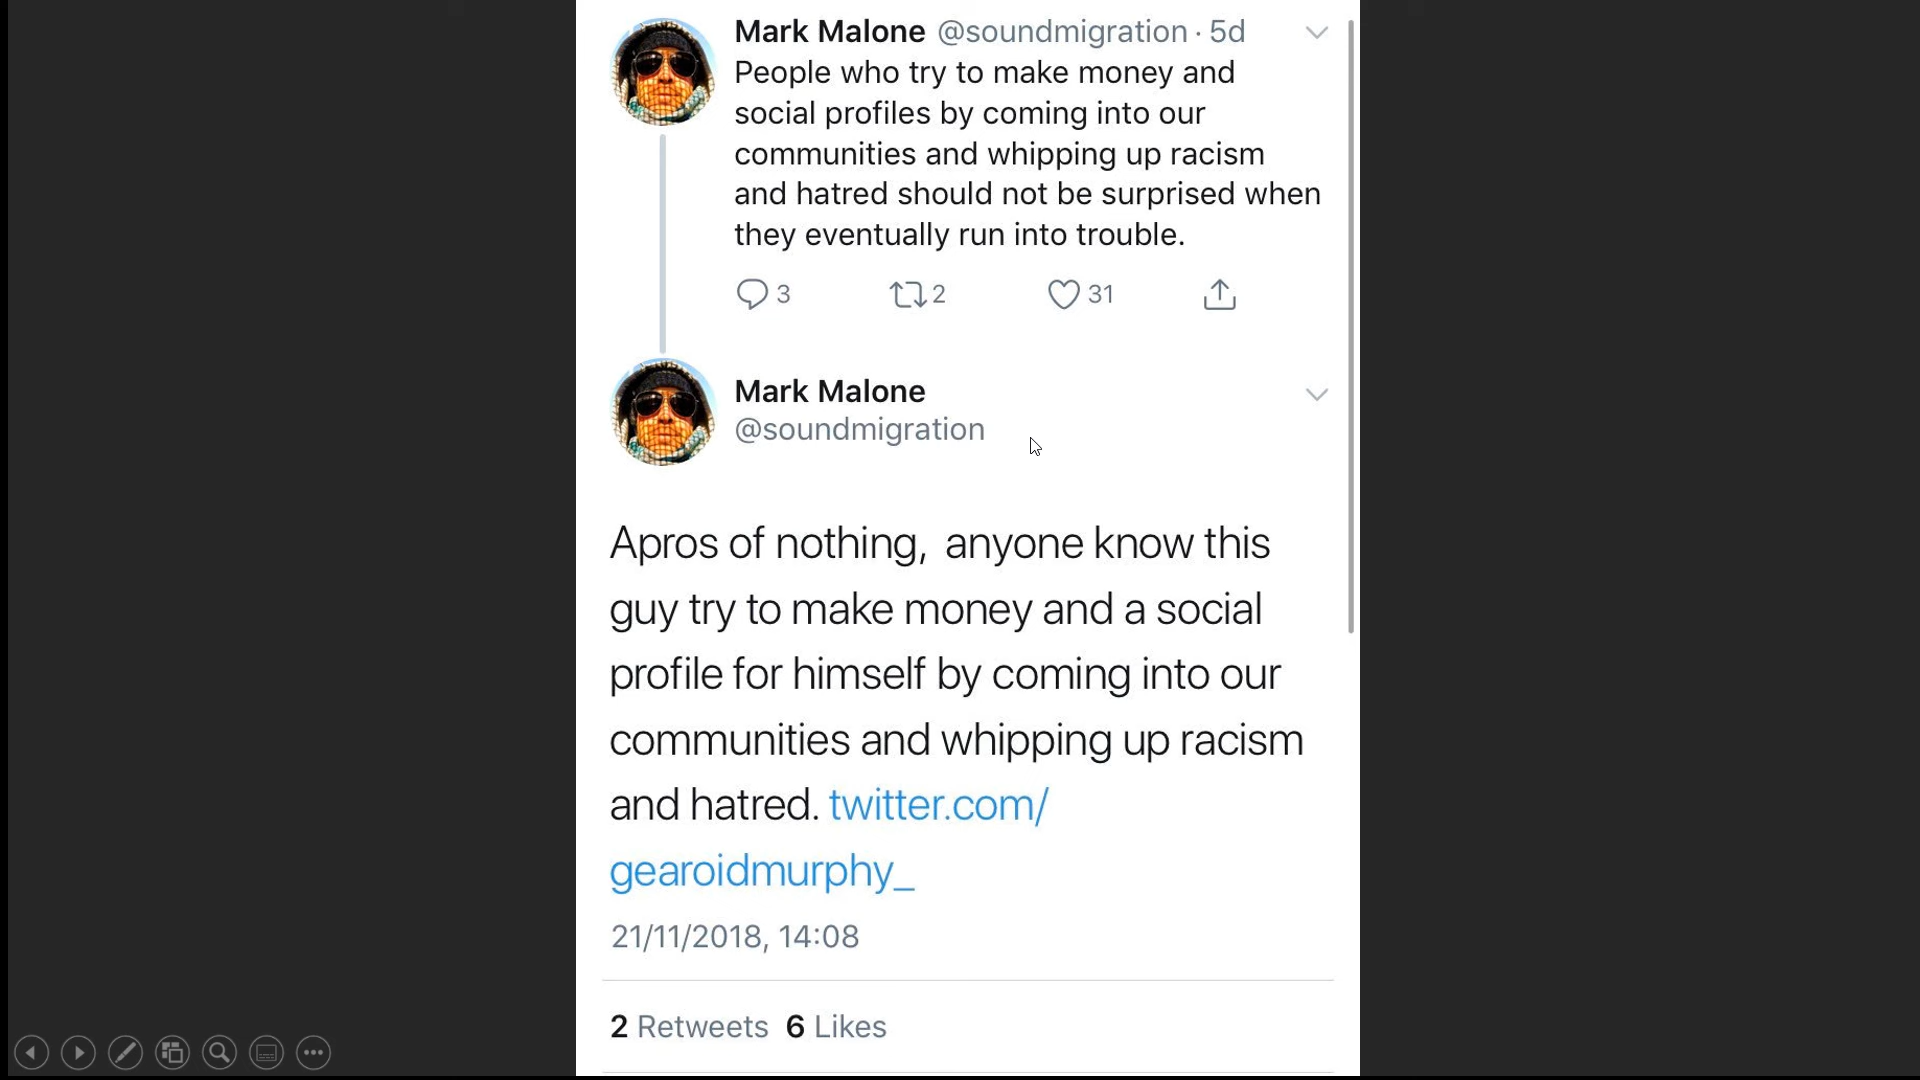 Mark Malone @soundmigration · 5d
People who try to make money and
social profiles by coming into our
communities and whipping up racism
and hatred should not be surprised when
they eventually run into trouble.
3 2 31
Mark Malone
@soundmigration
Apros of nothing, anyone know this
guy try to make money and a social
profile for himself by coming into our
communities and whipping up racism
and hatred. twitter.com/
gearoidmurphy_
21/11/2018, 14:08
2 Retweets 6 Likes